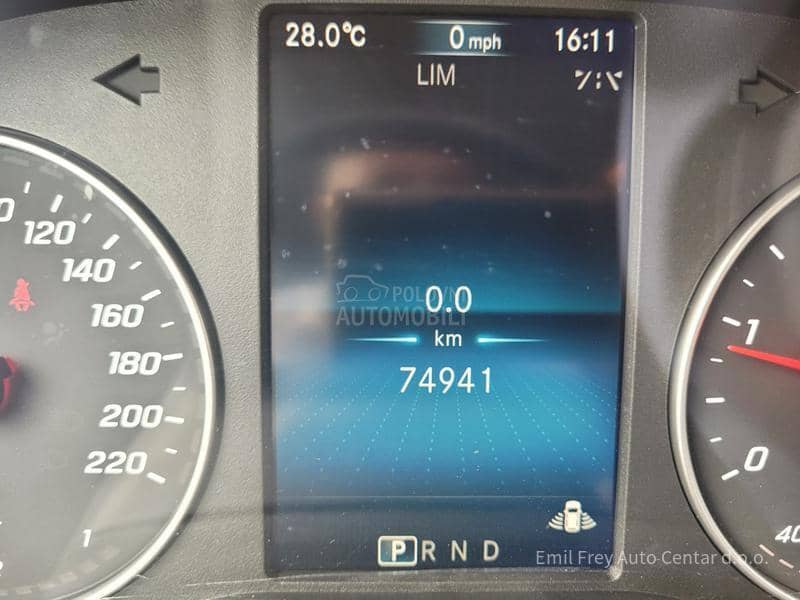 28.0°C 0 mph 16:11
LIM
0.0
km
74941
P R N D
120
140
160
180
200
220
1
1
0
40
POLOVNI
AUTOMOBILI
Emil Frey Auto Centar d.o.o.